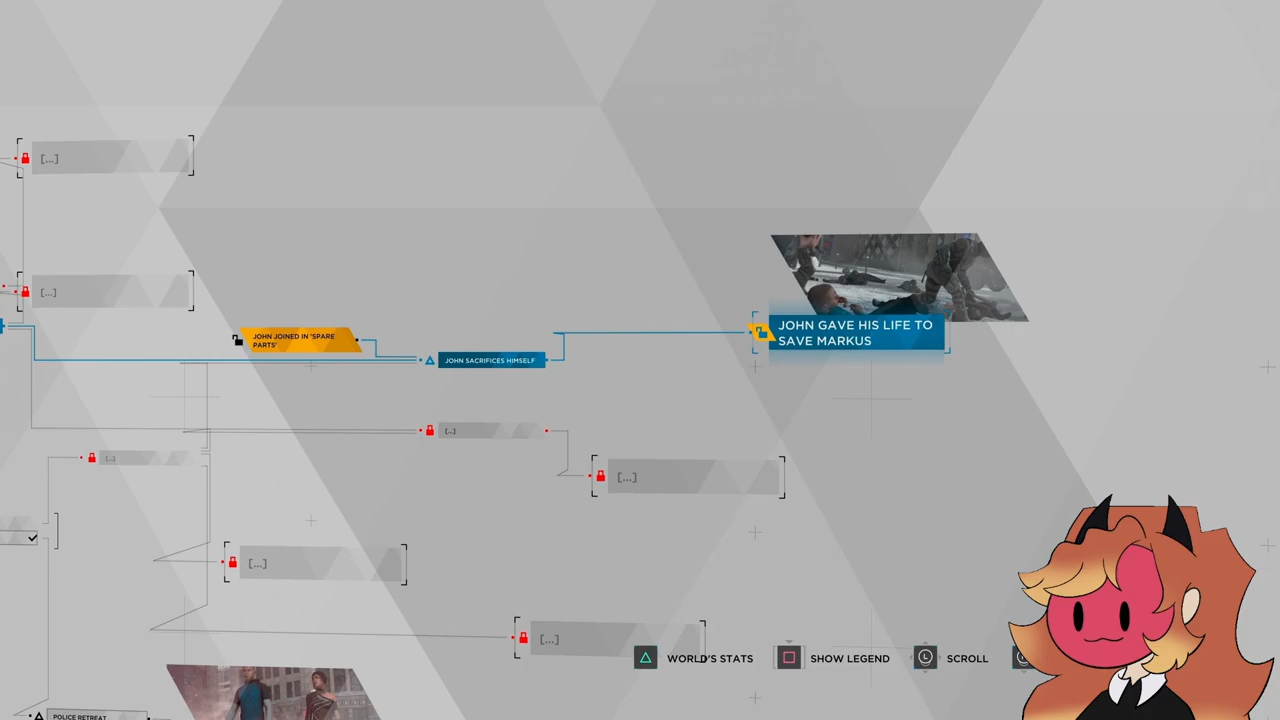 [...]
[...]
JOHN JOINED IN 'SPARE
PARTS'
JOHN SACRIFICES HIMSELF
JOHN GAVE HIS LIFE TO
SAVE MARKUS
[...]
[...]
[...]
[...]
[...]
WORLD'S STATS
SHOW LEGEND
L
SCROLL
L
POLICE RETREAT